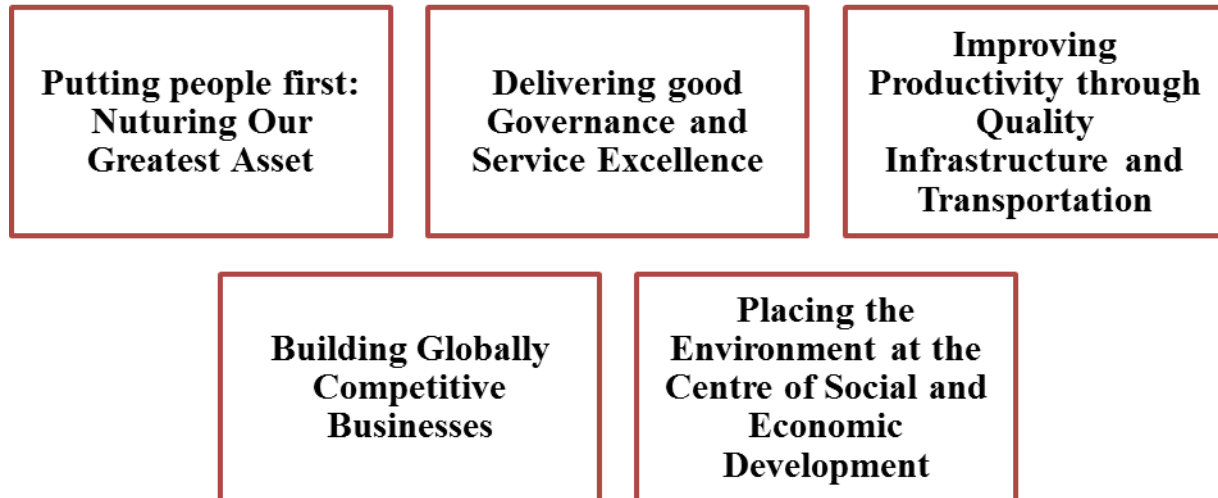 Putting people first:
Nuturing Our
Greatest Asset
Delivering good
Governance and
Service Excellence
Improving
Productivity through
Quality
Infrastructure and
Transportation
Building Globally
Competitive
Businesses
Placing the
Environment at the
Centre of Social and
Economic
Development